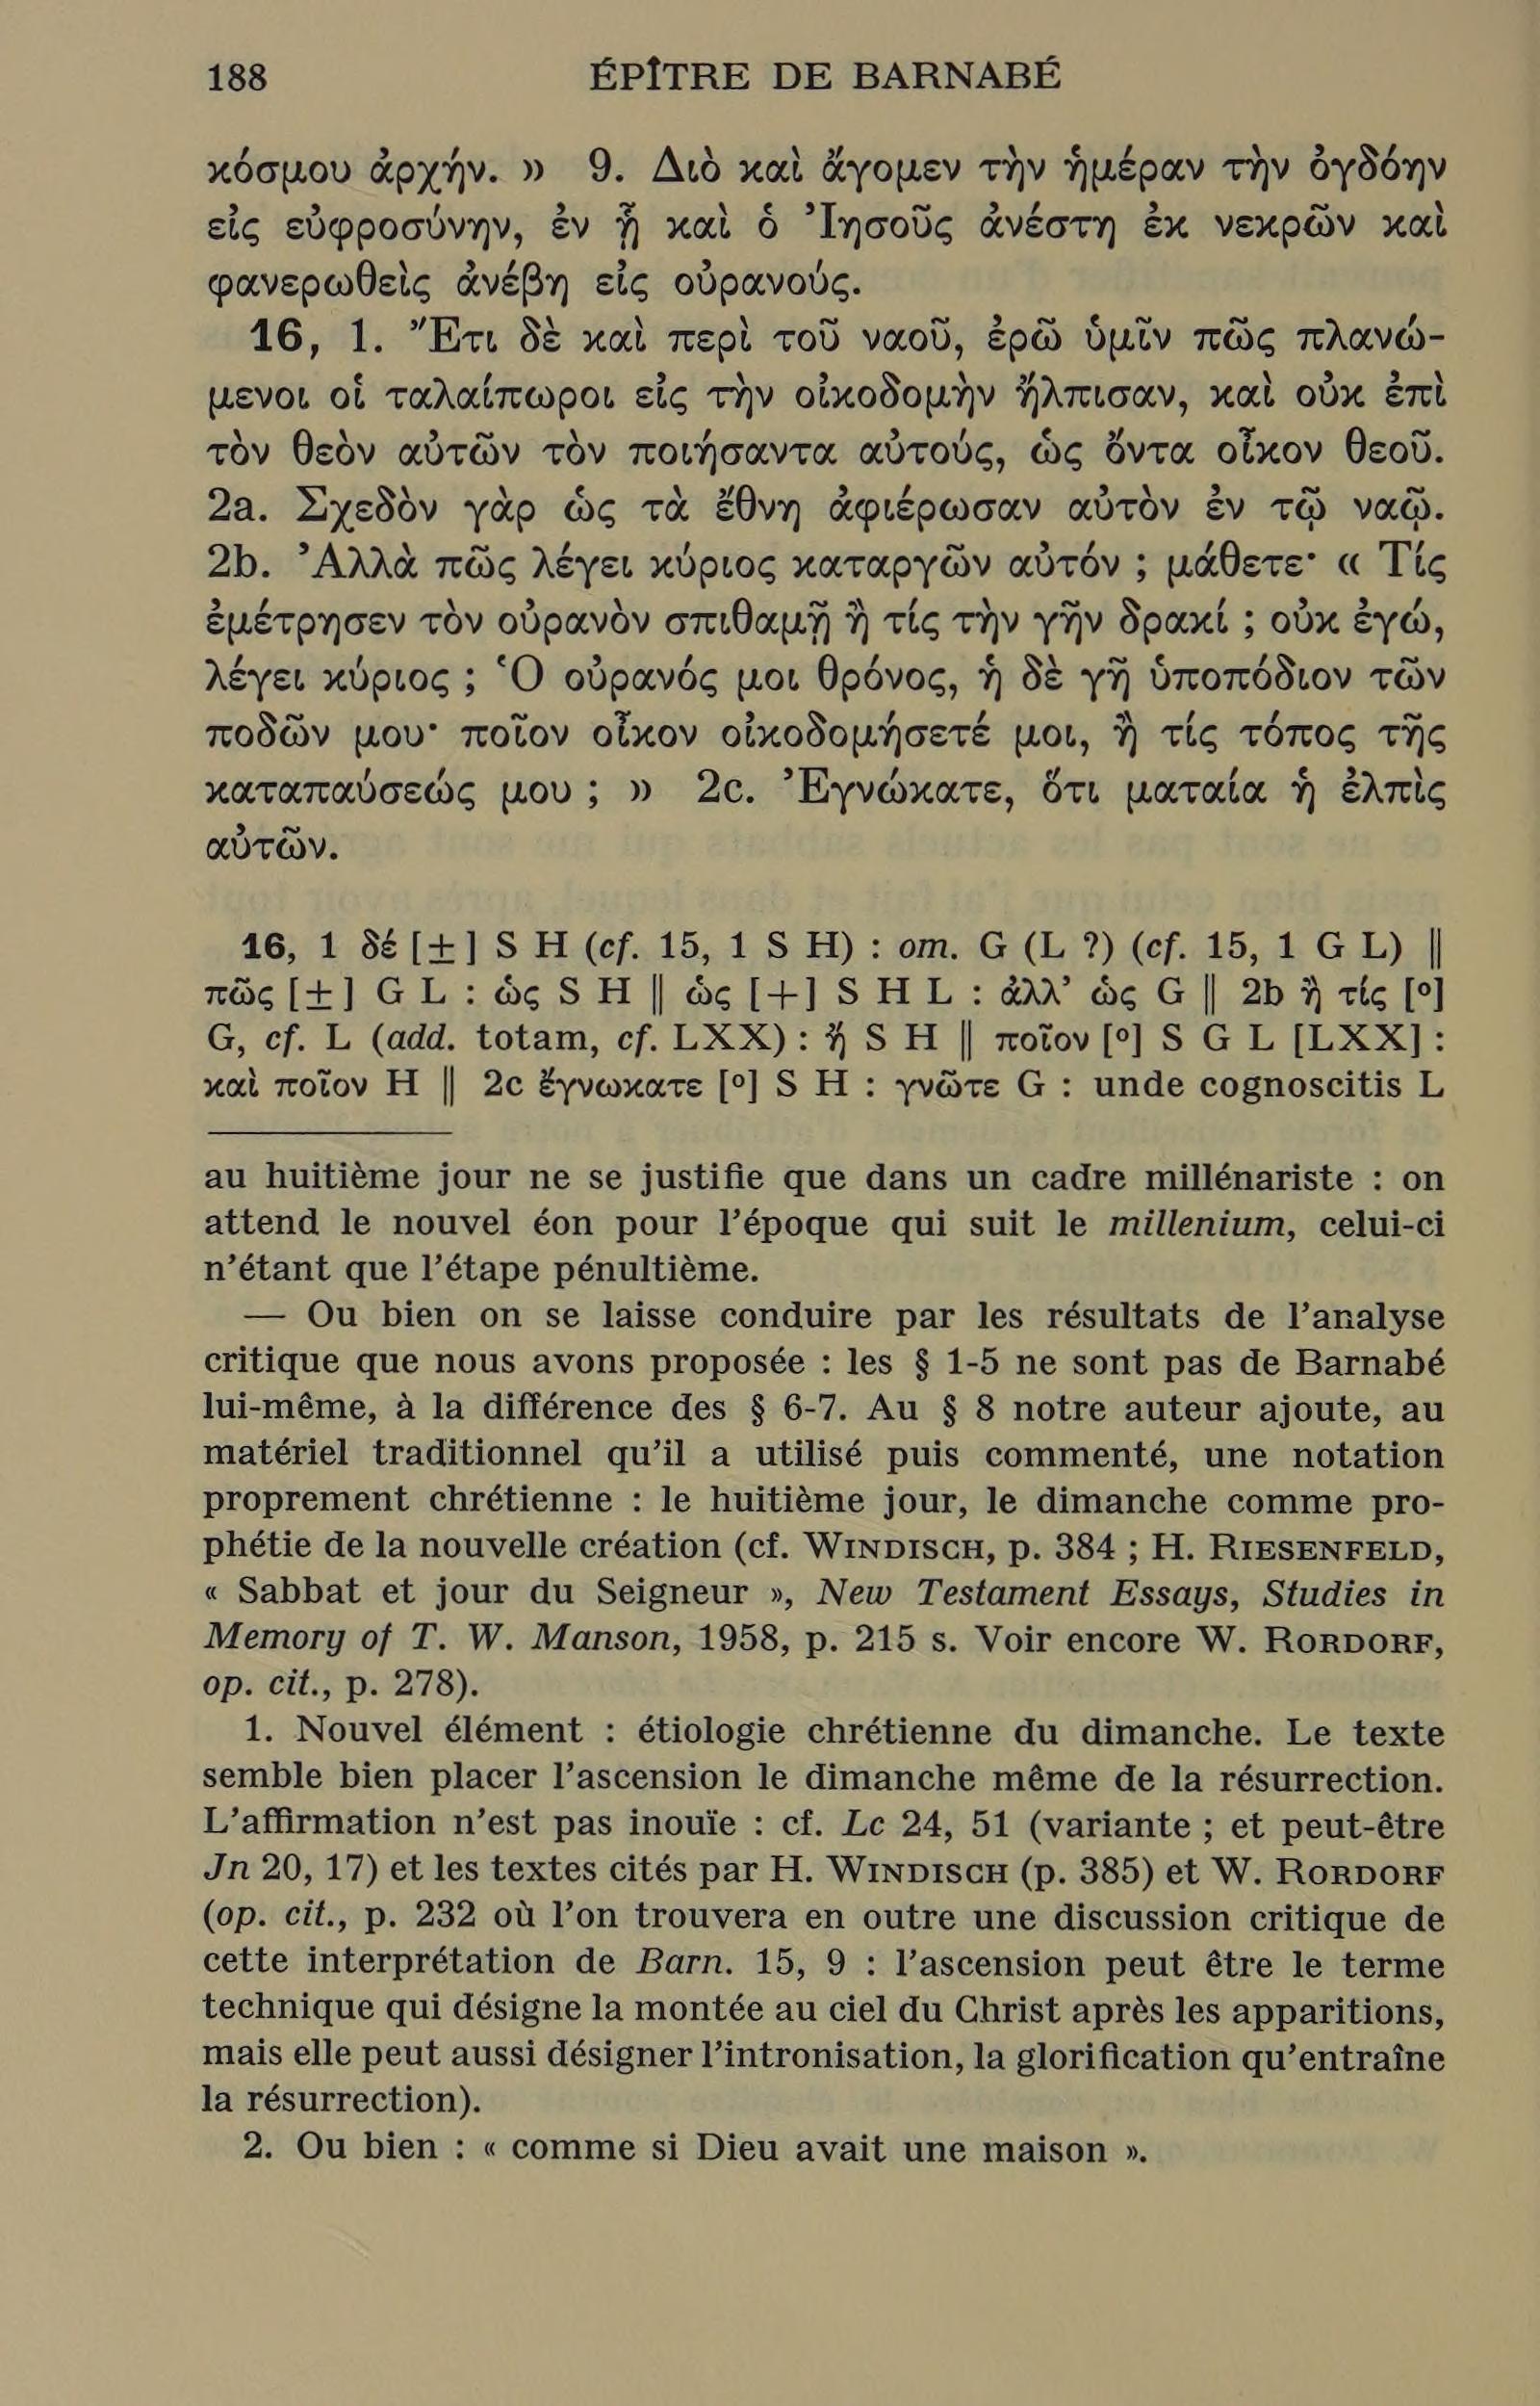 188 ÉPÎTRE DE BARNABÉ
κόσμου ἀρχήν. » 9. Διὸ καὶ ἄγομεν τὴν ἡμέραν τὴν ὀγδόην
εἰς εὐφροσύνην, ἐν ᾗ καὶ ὁ Ἰησοῦς ἀνέστη ἐκ νεκρῶν καὶ
φανερωθεὶς ἀνέβη εἰς οὐρανούς.
16, 1. Ἔτι δὲ καὶ περὶ τοῦ ναοῦ, ἐρῶ ὑμῖν πῶς πλανώ-
μενοι οἱ ταλαίπωροι εἰς τὴν οἰκοδομὴν ἤλπισαν, καὶ οὐκ ἐπὶ
τὸν θεὸν αὐτῶν τὸν ποιήσαντα αὐτούς, ὡς ὄντα οἶκον θεοῦ.
2a. Σχεδὸν γὰρ ὡς τὰ ἔθνη ἀφιέρωσαν αὐτὸν ἐν τῷ ναῷ.
2b. Ἀλλὰ πῶς λέγει κύριος καταργῶν αὐτόν ; μάθετε· « Τίς
ἐμέτρησεν τὸν οὐρανὸν σπιθαμῇ ἢ τίς τὴν γῆν δρακί ; οὐκ ἐγώ,
λέγει κύριος ; Ὁ οὐρανός μοι θρόνος, ἡ δὲ γῆ ὑποπόδιον τῶν
ποδῶν μου· ποῖον οἶκον οἰκοδομήσετέ μοι, ἢ τίς τόπος τῆς
καταπαύσεώς μου ; » 2c. Ἐγνώκατε, ὅτι ματαία ἡ ἐλπὶς
αὐτῶν.
16, 1 δέ [±] S H (cf. 15, 1 S H) : om. G (L ?) (cf. 15, 1 G L) ||
πῶς [±] G L : ὡς S H || ὡς [+] S H L : ἀλλ’ ὡς G || 2b ἢ τίς [º]
G, cf. L (add. totam, cf. LXX) : ἤ S H || ποῖον [º] S G L [LXX] :
καὶ ποῖον H || 2c ἔγνωκατε [º] S H : γνῶτε G : unde cognoscitis L
au huitième jour ne se justifie que dans un cadre millénariste : on
attend le nouvel éon pour l’époque qui suit le millenium, celui-ci
n’étant que l’étape pénultième.
— Ou bien on se laisse conduire par les résultats de l’analyse
critique que nous avons proposée : les § 1-5 ne sont pas de Barnabé
lui-même, à la différence des § 6-7. Au § 8 notre auteur ajoute, au
matériel traditionnel qu’il a utilisé puis commenté, une notation
proprement chrétienne : le huitième jour, le dimanche comme pro-
phétie de la nouvelle création (cf. WINDISCH, p. 384 ; H. RIESENFELD,
« Sabbat et jour du Seigneur », New Testament Essays, Studies in
Memory of T. W. Manson, 1958, p. 215 s. Voir encore W. RORDORF,
op. cit., p. 278).
1. Nouvel élément : étiologie chrétienne du dimanche. Le texte
semble bien placer l’ascension le dimanche même de la résurrection.
L’affirmation n’est pas inouïe : cf. Lc 24, 51 (variante ; et peut-être
Jn 20, 17) et les textes cités par H. WINDISCH (p. 385) et W. RORDORF
(op. cit., p. 232 où l’on trouvera en outre une discussion critique de
cette interprétation de Barn. 15, 9 : l’ascension peut être le terme
technique qui désigne la montée au ciel du Christ après les apparitions,
mais elle peut aussi désigner l’intronisation, la glorification qu’entraîne
la résurrection).
2. Ou bien : « comme si Dieu avait une maison ».